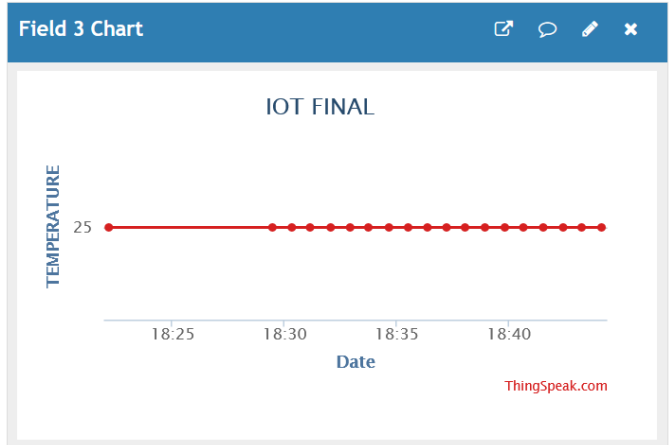 Field 3 Chart
IOT FINAL
TEMPERATURE
25
18:25 18:30 18:35 18:40
Date
ThingSpeak.com